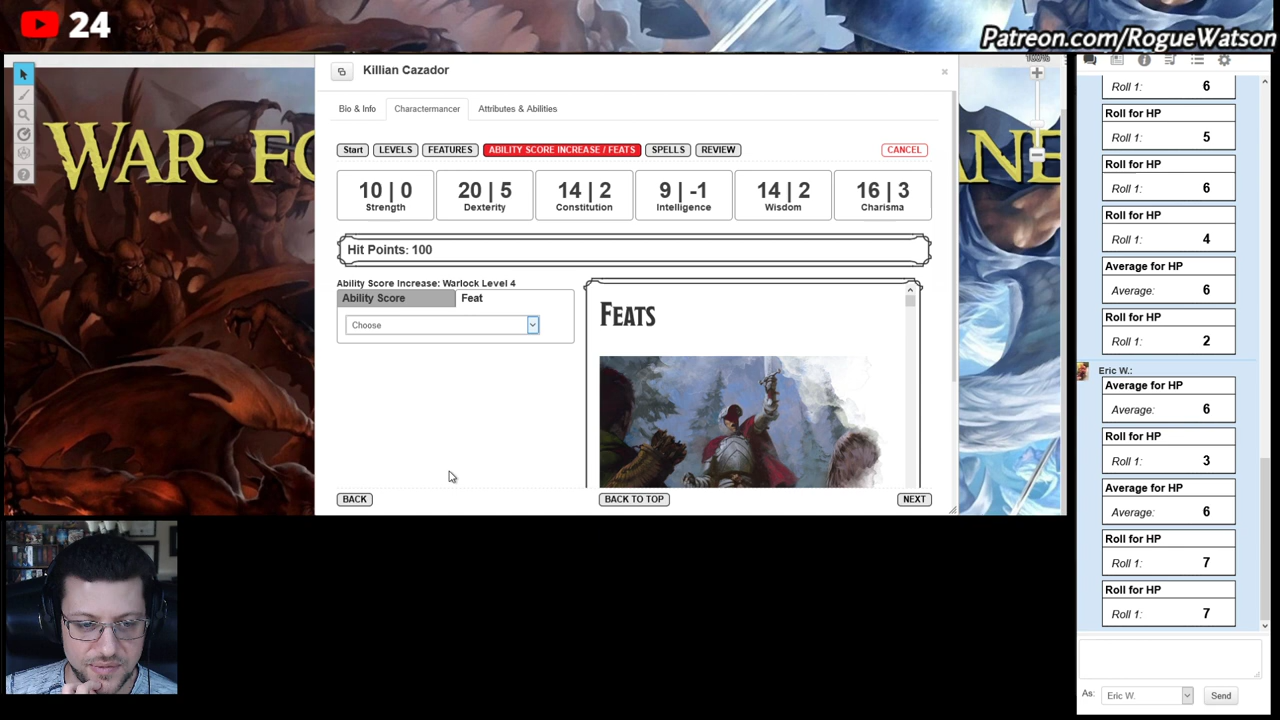 24
Patreon.com/RogueWatson
Killian Cazador
Bio & Info
Charactermancer
Attributes & Abilities
Start
LEVELS
FEATURES
ABILITY SCORE INCREASE / FEATS
SPELLS
REVIEW
CANCEL
10 | 0
Strength
20 | 5
Dexterity
14 | 2
Constitution
9 | -1
Intelligence
14 | 2
Wisdom
16 | 3
Charisma
Hit Points: 100
Ability Score Increase: Warlock Level 4
Ability Score
Feat
Choose
FEATS
BACK
BACK TO TOP
NEXT
WAR FO
ANE
100%
Roll 1: 6
Roll for HP
Roll 1: 5
Roll for HP
Roll 1: 6
Roll for HP
Roll 1: 4
Average for HP
Average: 6
Roll for HP
Roll 1: 2
Eric W.:
Average for HP
Average: 6
Roll for HP
Roll 1: 3
Average for HP
Average: 6
Roll for HP
Roll 1: 7
Roll for HP
Roll 1: 7
As: Eric W.
Send